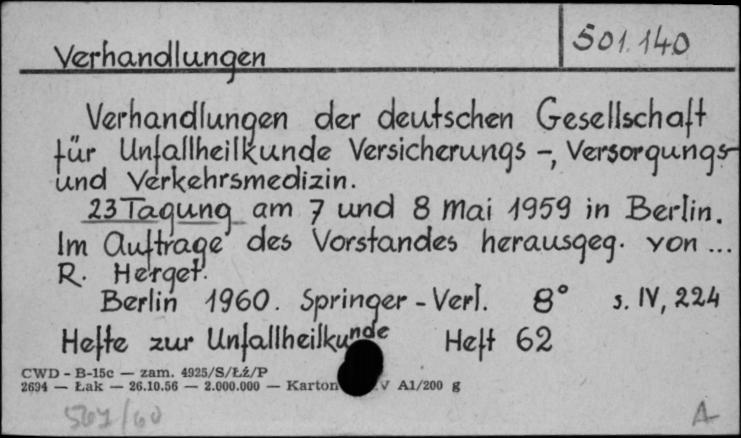 Verhandlungen
501.140
Verhandlungen der deutschen Gesellschaft
für Unfallheilkunde Versicherungs -, Versorgungs-
und Verkehrsmedizin.
23 Tagung am 7 und 8 Mai 1959 in Berlin.
Im Auftrage des Vorstandes herausgeg. von ...
R. Herget.
Berlin 1960. Springer - Verl. 8° s. IV, 224
Hefte zur Unfallheilkunde Heft 62
CWD - B-15c — zam. 4925/S/Łź/P
2694 — Łak — 26.10.56 — 2.000.000 — Karton V A1/200 g
A